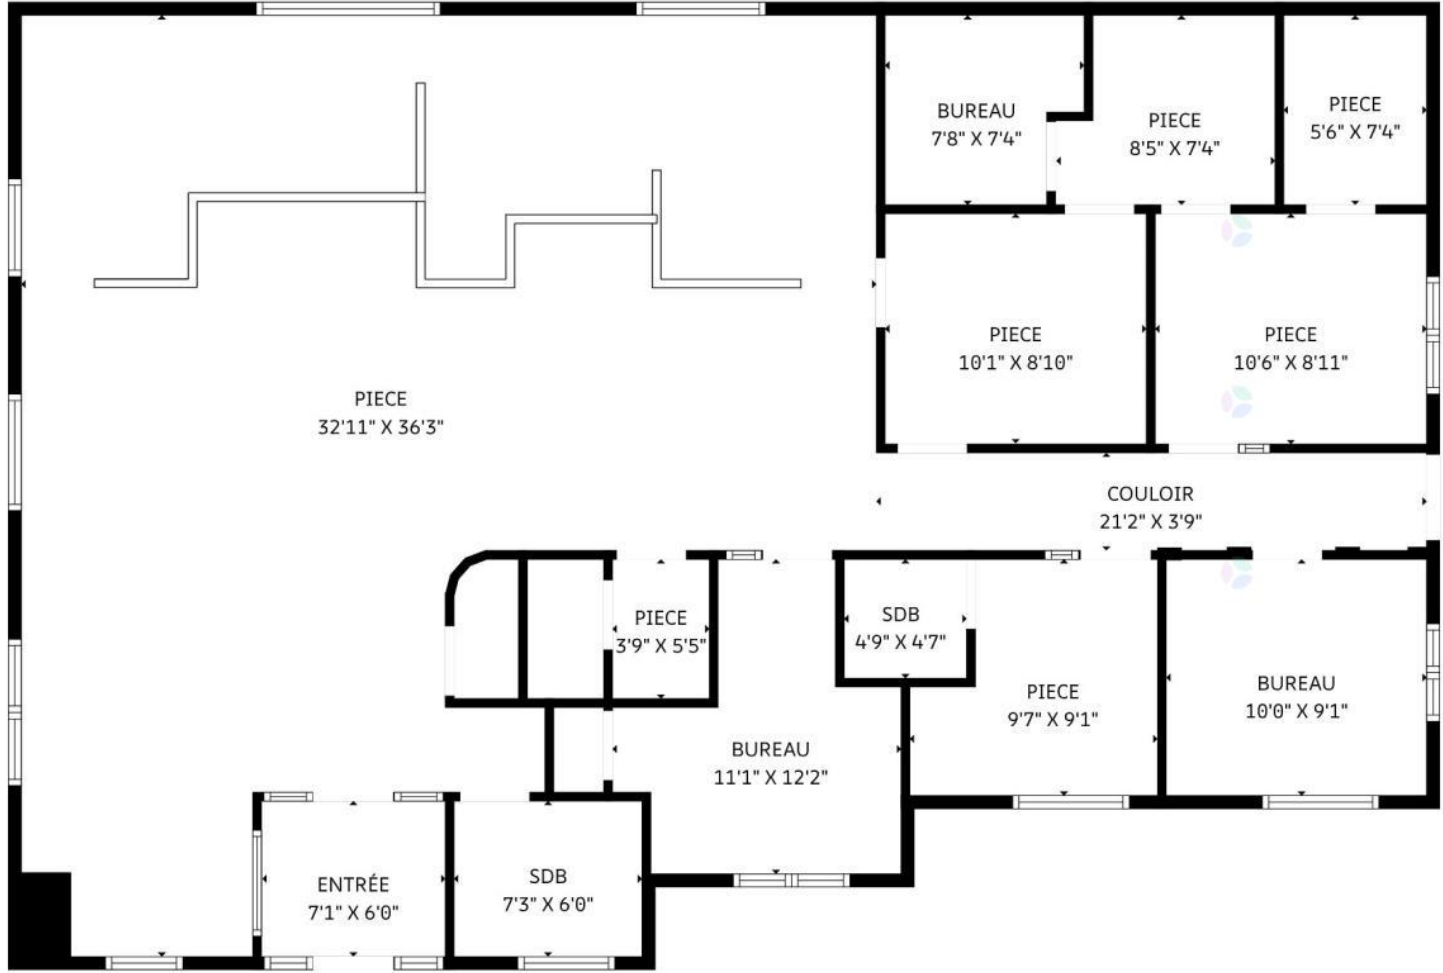 BUREAU
7'8" X 7'4"
PIECE
8'5" X 7'4"
PIECE
5'6" X 7'4"
PIECE
10'1" X 8'10"
PIECE
10'6" X 8'11"
PIECE
32'11" X 36'3"
COULOIR
21'2" X 3'9"
PIECE
3'9" X 5'5"
SDB
4'9" X 4'7"
PIECE
9'7" X 9'1"
BUREAU
10'0" X 9'1"
BUREAU
11'1" X 12'2"
ENTRÉE
7'1" X 6'0"
SDB
7'3" X 6'0"